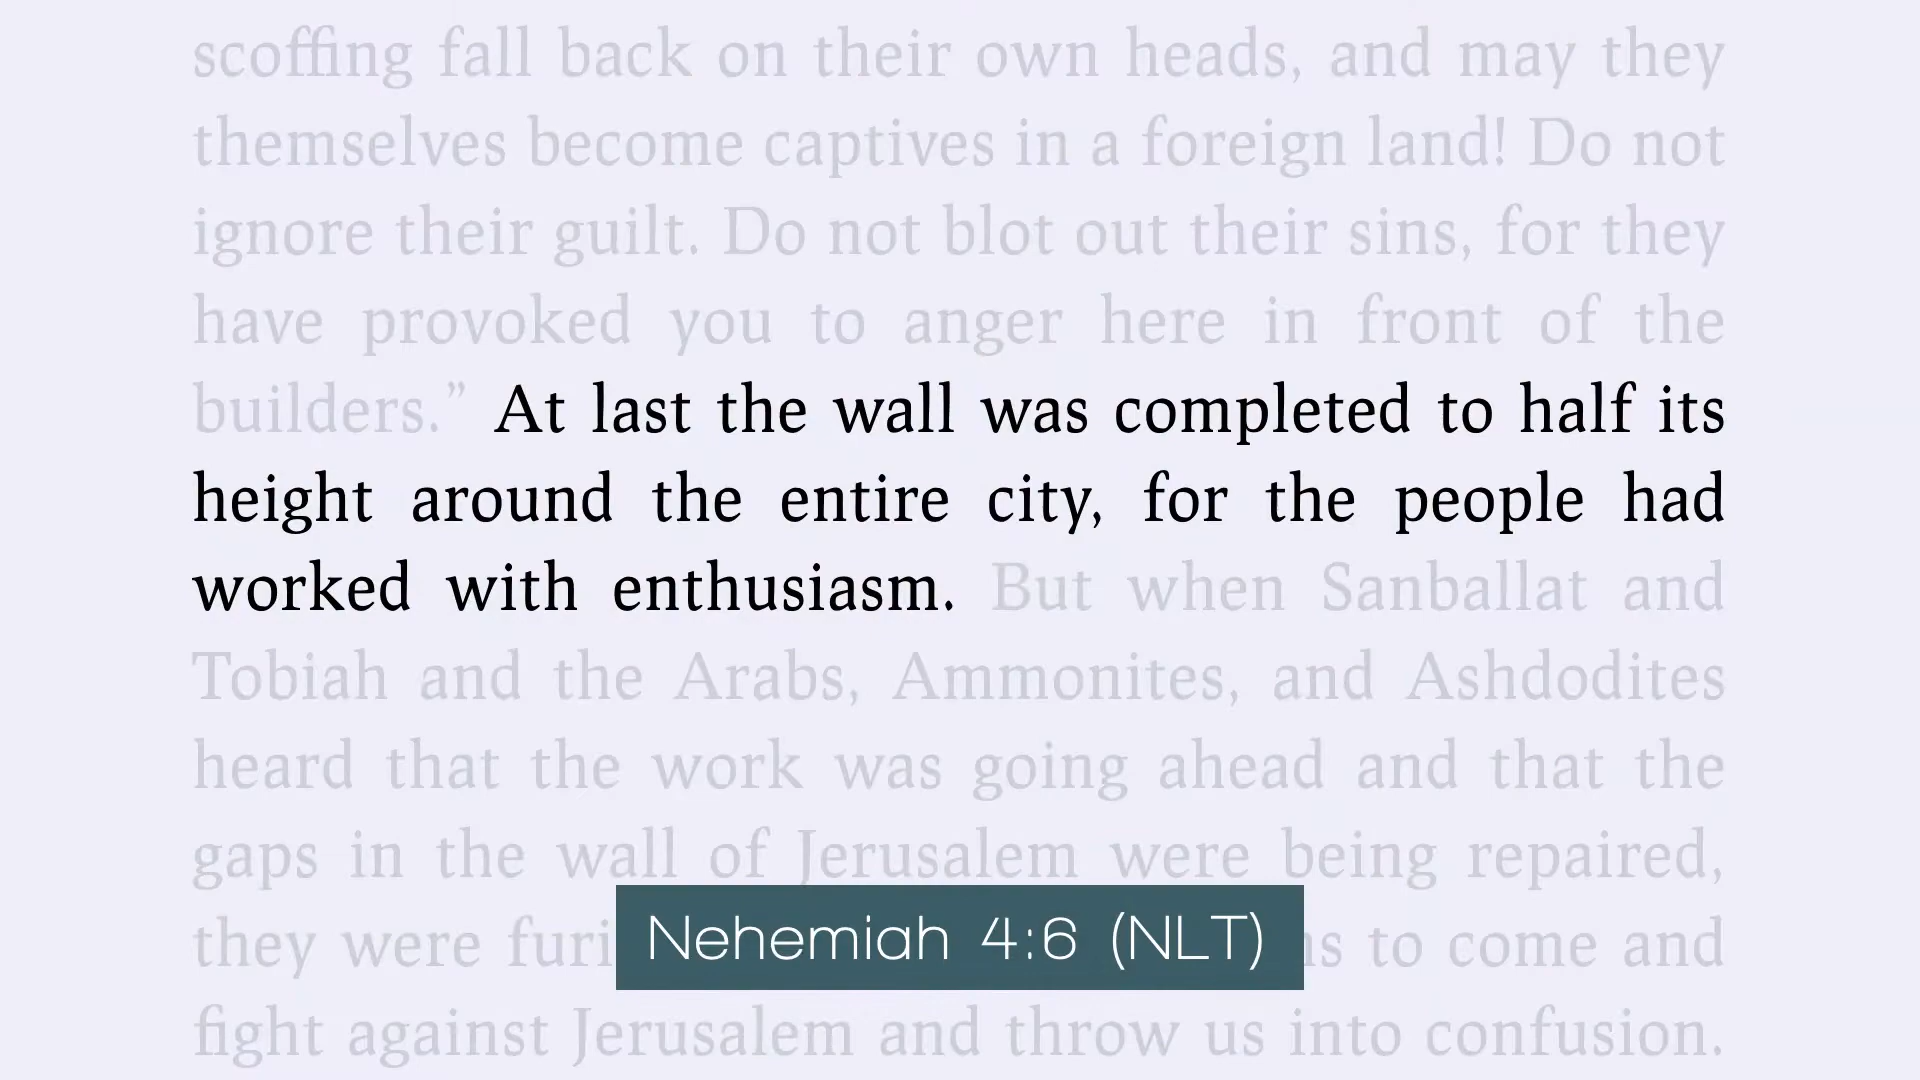 scoffing fall back on their own heads, and may they
themselves become captives in a foreign land! Do not
ignore their guilt. Do not blot out their sins, for they
have provoked you to anger here in front of the
builders.” At last the wall was completed to half its
height around the entire city, for the people had
worked with enthusiasm. But when Sanballat and
Tobiah and the Arabs, Ammonites, and Ashdodites
heard that the work was going ahead and that the
gaps in the wall of Jerusalem were being repaired,
they were to come and
Nehemiah 4:6 (NLT)
fight against Jerusalem and throw us into confusion.